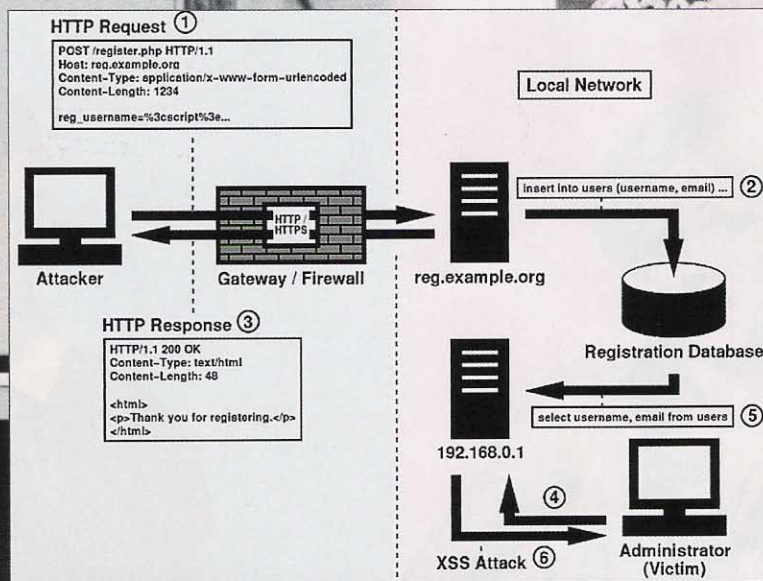 HTTP Request ①
POST /register.php HTTP/1.1
Host: reg.example.org
Content-Type: application/x-www-form-urlencoded
Content-Length: 1234
reg_username=%3cscript%3e...
Local Network
insert into users (username, email) ... ②
HTTP /
HTTPS
Attacker
Gateway / Firewall
reg.example.org
HTTP Response ③
HTTP/1.1 200 OK
Content-Type: text/html
Content-Length: 48
<html>
<p>Thank you for registering.</p>
</html>
Registration Database
select username, email from users ⑤
192.168.0.1
④
XSS Attack ⑥
Administrator
(Victim)